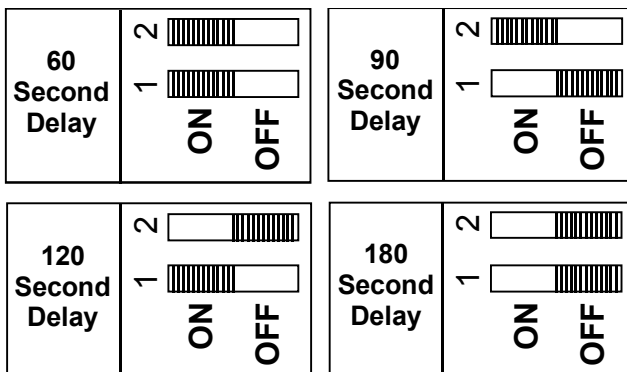 60
Second
Delay
2
1
ON
OFF
90
Second
Delay
2
1
ON
OFF
120
Second
Delay
2
1
ON
OFF
180
Second
Delay
2
1
ON
OFF